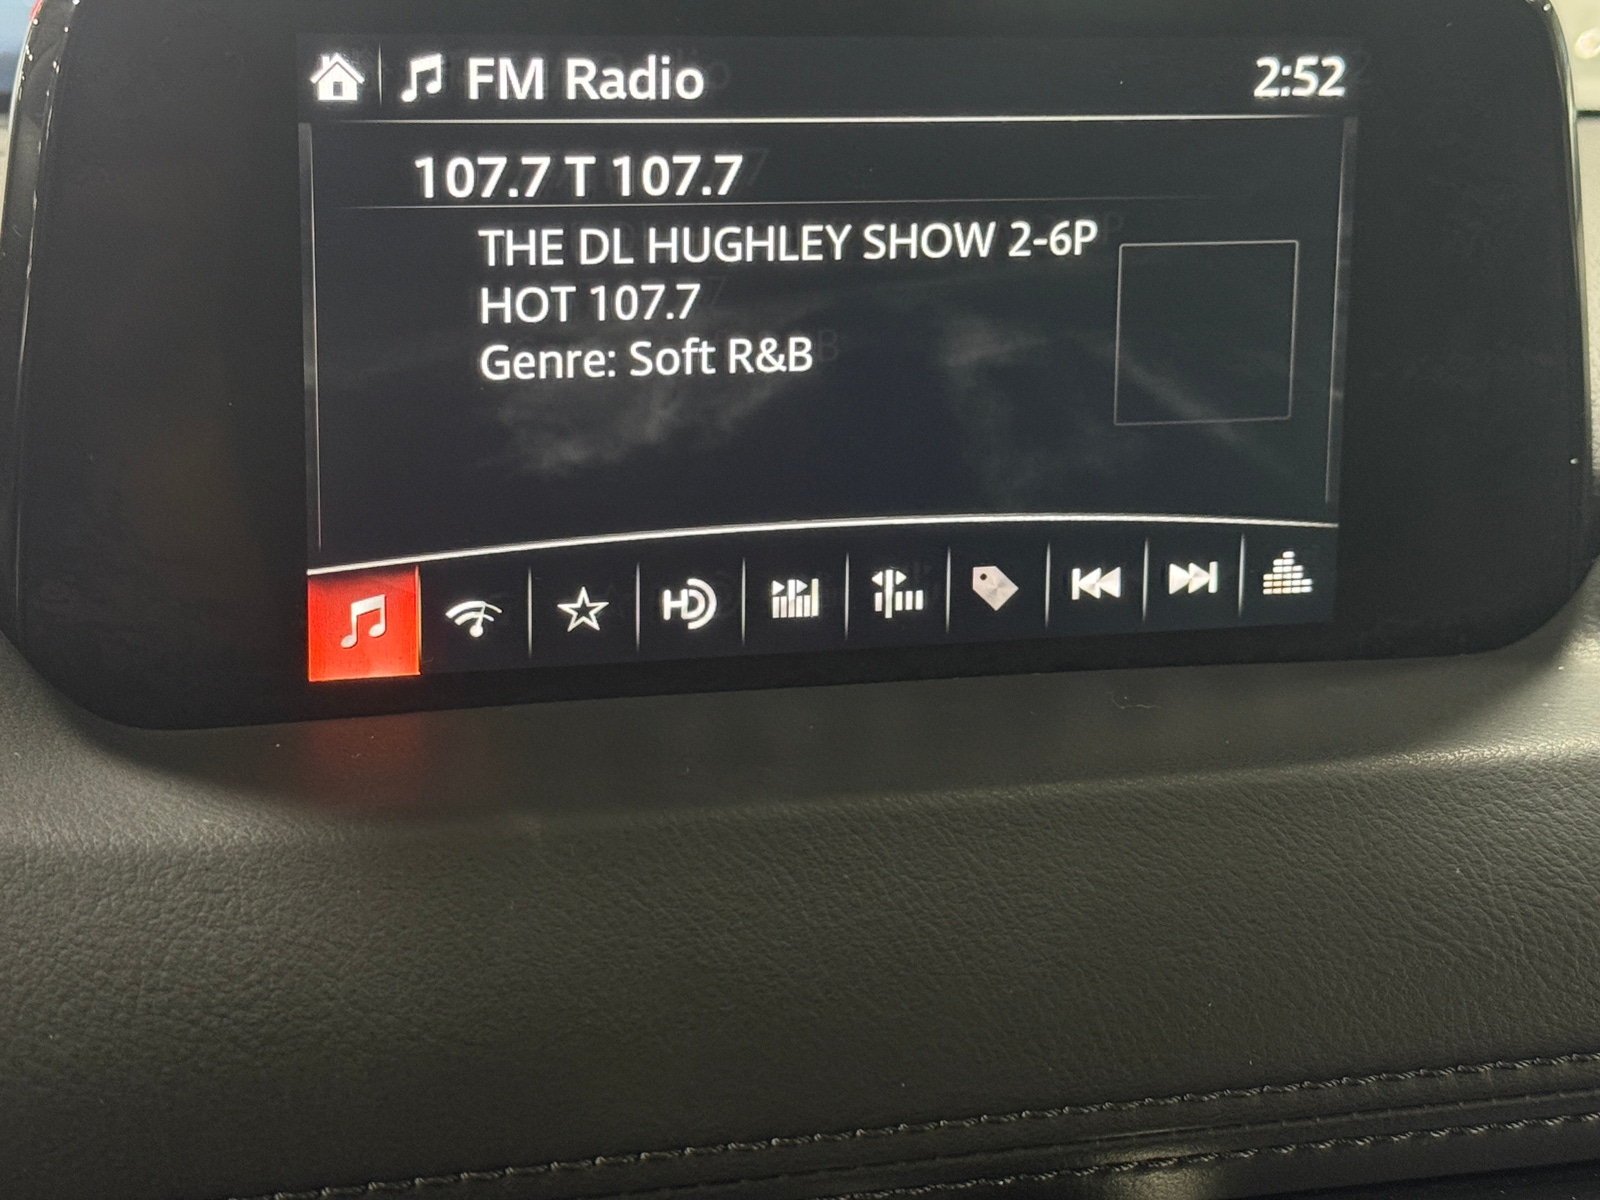 FM Radio
2:52
107.7 T 107.7
THE DL HUGHLEY SHOW 2-6P
HOT 107.7
Genre: Soft R&B
HD